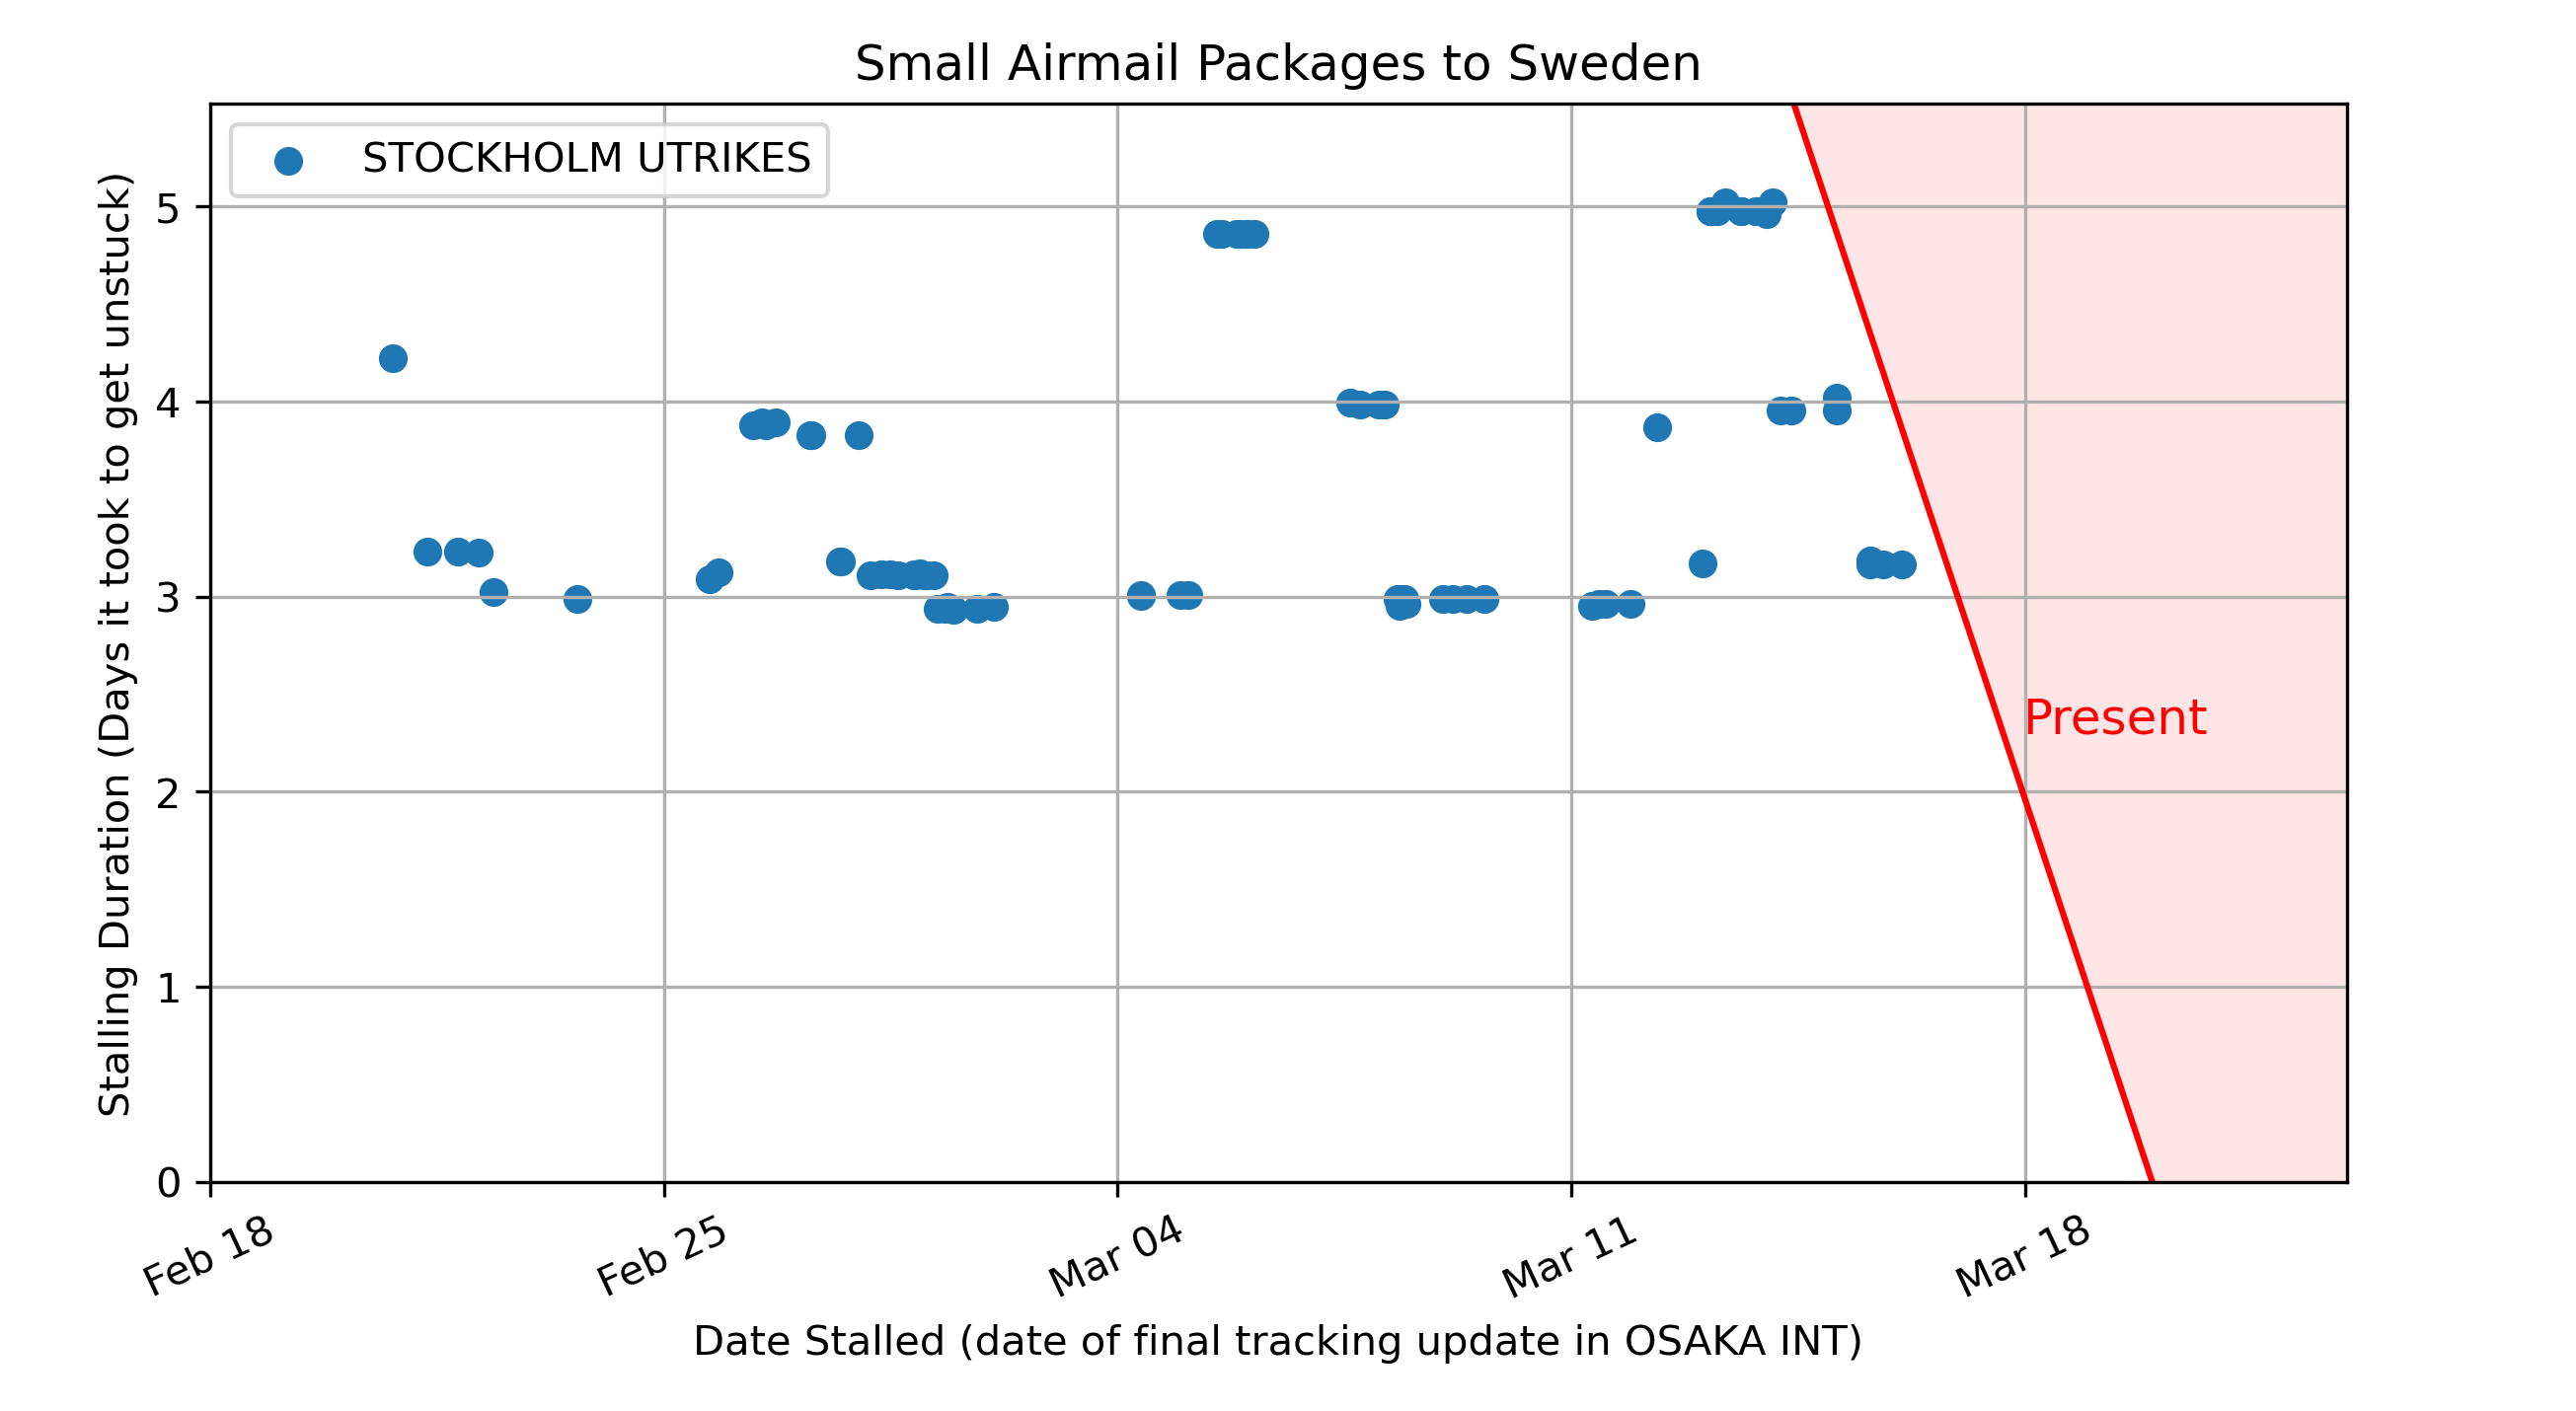 Small Airmail Packages to Sweden
STOCKHOLM UTRIKES
Stalling Duration (Days it took to get unstuck)
5
4
3
2
1
0
Present
Feb 18
Feb 25
Mar 04
Mar 11
Mar 18
Date Stalled (date of final tracking update in OSAKA INT)